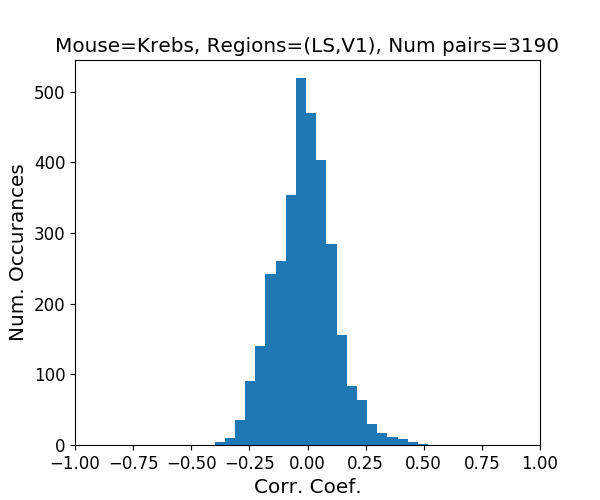 Mouse=Krebs, Regions=(LS,V1), Num pairs=3190
Num. Occurances
500
400
300
200
100
0
−1.00 −0.75 −0.50 −0.25 0.00 0.25 0.50 0.75 1.00
Corr. Coef.